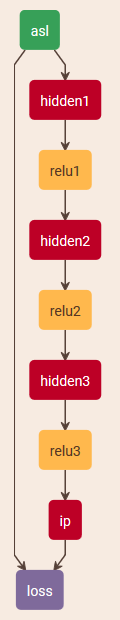 asl
hidden1
relu1
hidden2
relu2
hidden3
relu3
ip
loss